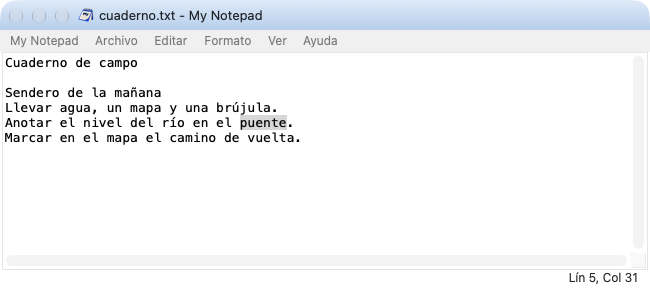 cuaderno.txt - My Notepad
My Notepad Archivo Editar Formato Ver Ayuda
Cuaderno de campo
Sendero de la mañana
Llevar agua, un mapa y una brújula.
Anotar el nivel del río en el puente.
Marcar en el mapa el camino de vuelta.
Lín 5, Col 31